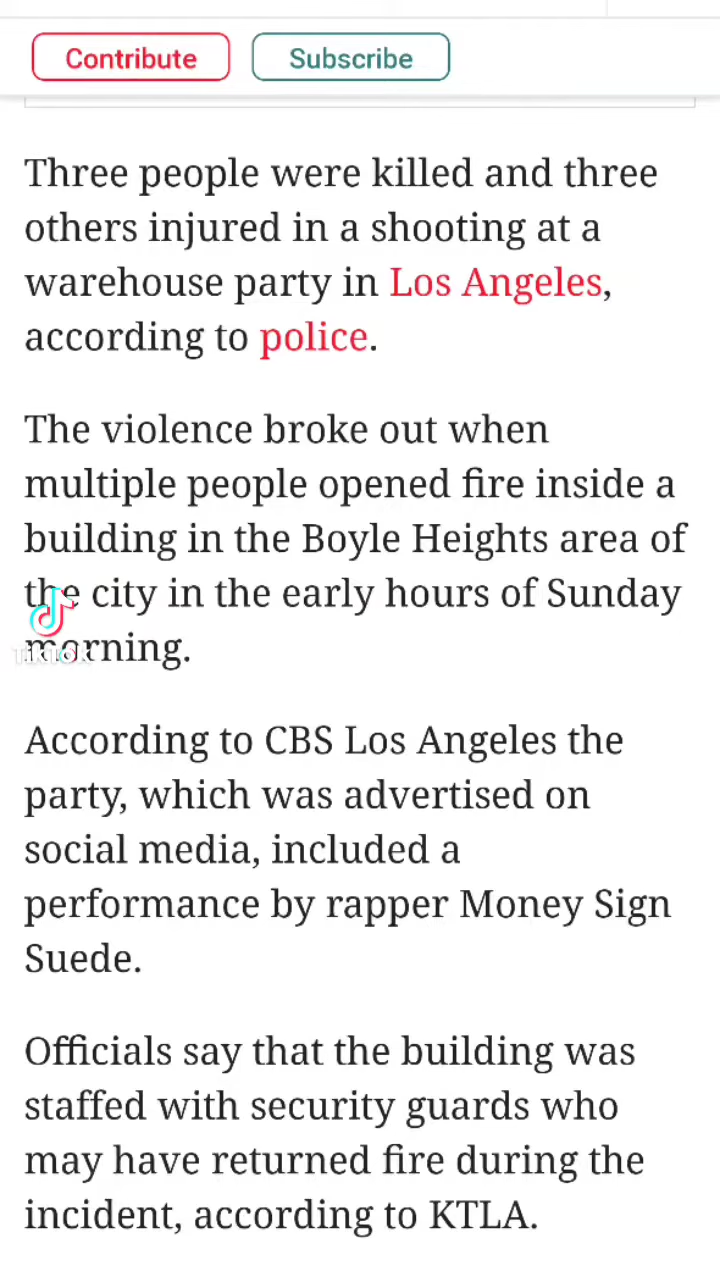 Contribute Subscribe
Three people were killed and three
others injured in a shooting at a
warehouse party in Los Angeles,
according to police.
The violence broke out when
multiple people opened fire inside a
building in the Boyle Heights area of
the city in the early hours of Sunday
morning.
TikTok
According to CBS Los Angeles the
party, which was advertised on
social media, included a
performance by rapper Money Sign
Suede.
Officials say that the building was
staffed with security guards who
may have returned fire during the
incident, according to KTLA.